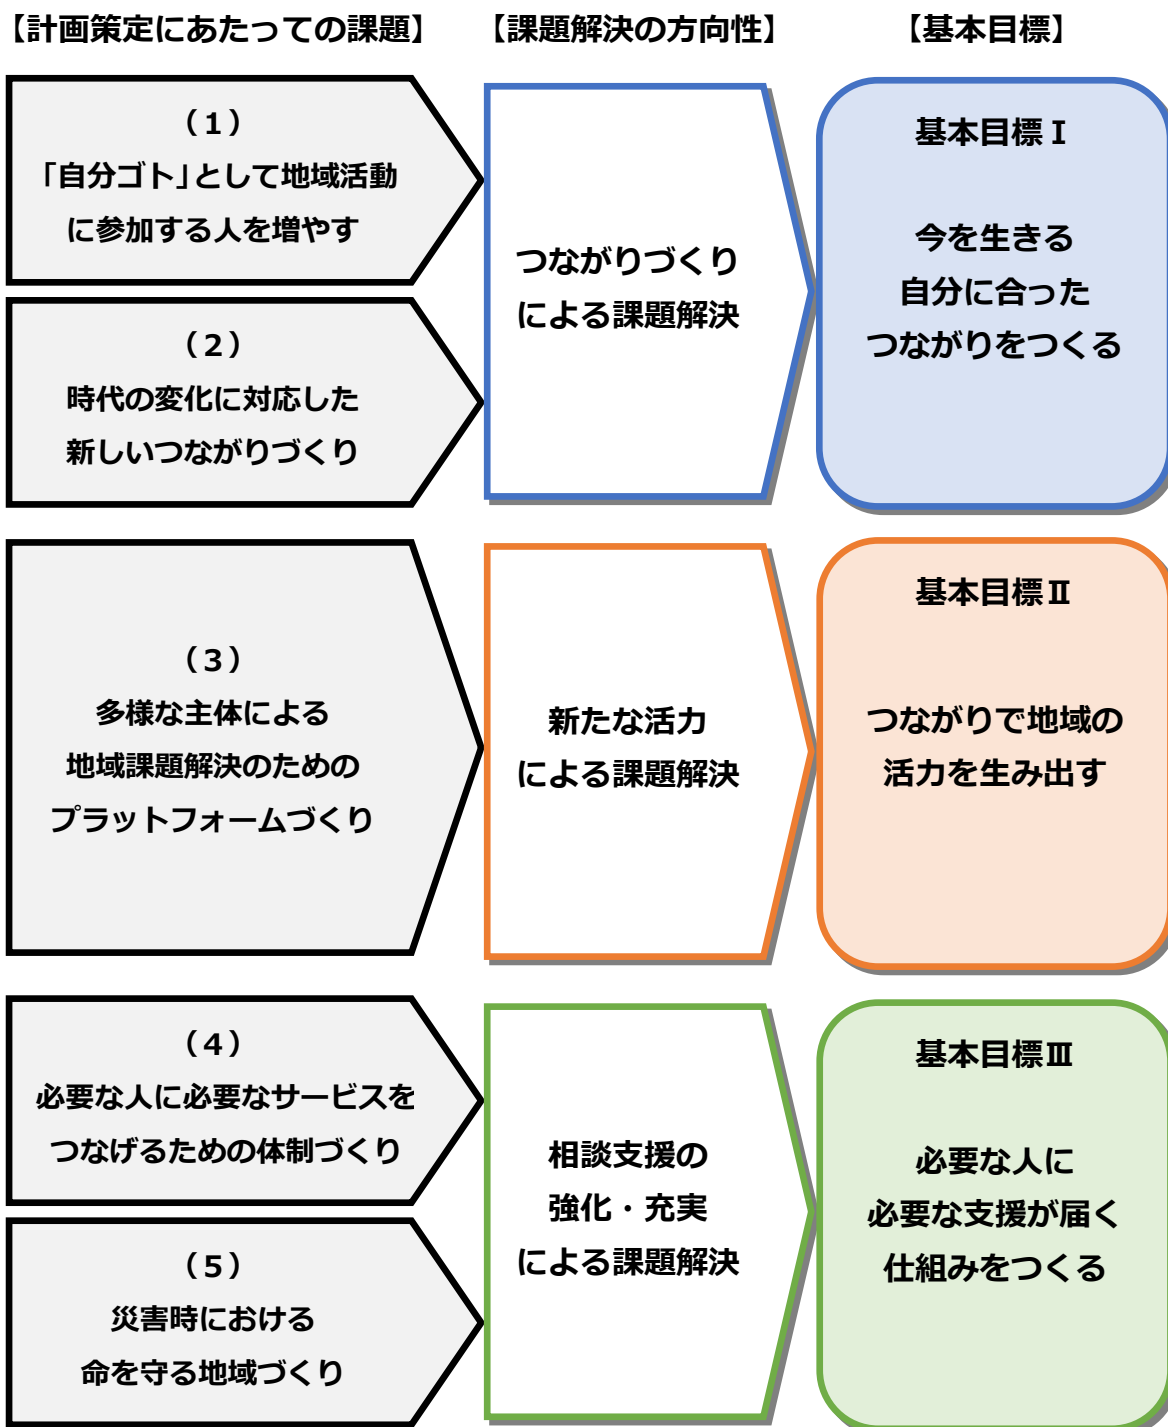 【計画策定にあたっての課題】
【課題解決の方向性】
【基本目標】
（１）
「自分ゴト」として地域活動
に参加する人を増やす
（２）
時代の変化に対応した
新しいつながりづくり
つながりづくり
による課題解決
基本目標Ⅰ
今を生きる
自分に合った
つながりをつくる
（３）
多様な主体による
地域課題解決のための
プラットフォームづくり
新たな活力
による課題解決
基本目標Ⅱ
つながりで地域の
活力を生み出す
（４）
必要な人に必要なサービスを
つなげるための体制づくり
（５）
災害時における
命を守る地域づくり
相談支援の
強化・充実
による課題解決
基本目標Ⅲ
必要な人に
必要な支援が届く
仕組みをつくる